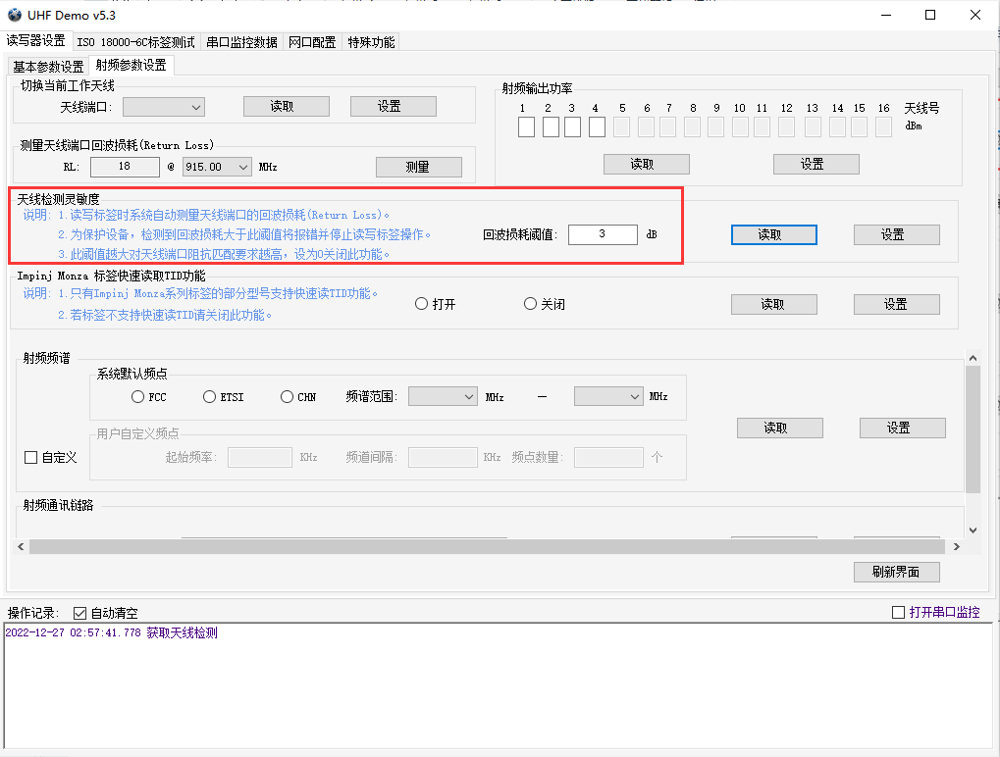 UHF Demo v5.3
读写器设置 ISO 18000-6C标签测试 串口监控数据 网口配置 特殊功能
基本参数设置 射频参数设置
切换当前工作天线
天线端口: 读取 设置
射频输出功率
1 2 3 4 5 6 7 8 9 10 11 12 13 14 15 16 天线号
dBm
读取 设置
测量天线端口回波损耗(Return Loss)
RL: 18 @ 915.00 MHz 测量
天线检测灵敏度
说明: 1.读写标签时系统自动测量天线端口的回波损耗(Return Loss)。
2.为保护设备，检测到回波损耗大于此阈值将报错并停止读写标签操作。
3.此阈值越大对天线端口阻抗匹配要求越高，设为0关闭此功能。
回波损耗阈值: 3 dB 读取 设置
Impinj Monza 标签快速读取TID功能
说明: 1.只有Impinj Monza系列标签的部分型号支持快速读TID功能。
2.若标签不支持快速读TID请关闭此功能。
打开 关闭 读取 设置
射频频谱
系统默认频点
FCC ETSI CHN 频谱范围: MHz — MHz
读取 设置
用户自定义频点
自定义 起始频率: KHz 频道间隔: KHz 频点数量: 个
射频通讯链路
刷新界面
操作记录: 自动清空 打开串口监控
2022-12-27 02:57:41.778 获取天线检测